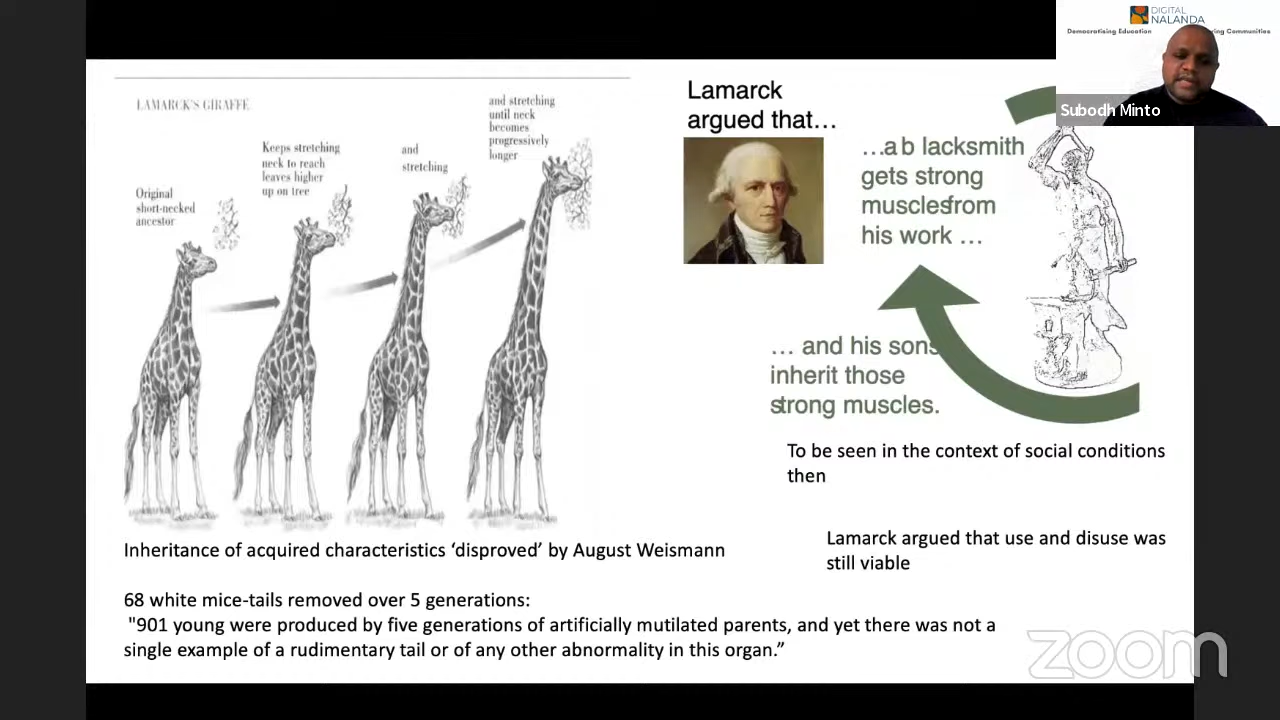 DIGITAL
NALANDA
Democratising Education
ring Communities
Subodh Minto
LAMARCK'S GIRAFFE
Original
short-necked
ancestor
Keeps stretching
neck to reach
leaves higher
up on tree
and
stretching
and stretching
until neck
becomes
progressively
longer
Lamarck
argued that…
…a b lacksmith
gets strong
musclesfrom
his work …
… and his sons
inherit those
strong muscles.
To be seen in the context of social conditions
then
Lamarck argued that use and disuse was
still viable
Inheritance of acquired characteristics ‘disproved’ by August Weismann
68 white mice-tails removed over 5 generations:
"901 young were produced by five generations of artificially mutilated parents, and yet there was not a
single example of a rudimentary tail or of any other abnormality in this organ.”
zoom